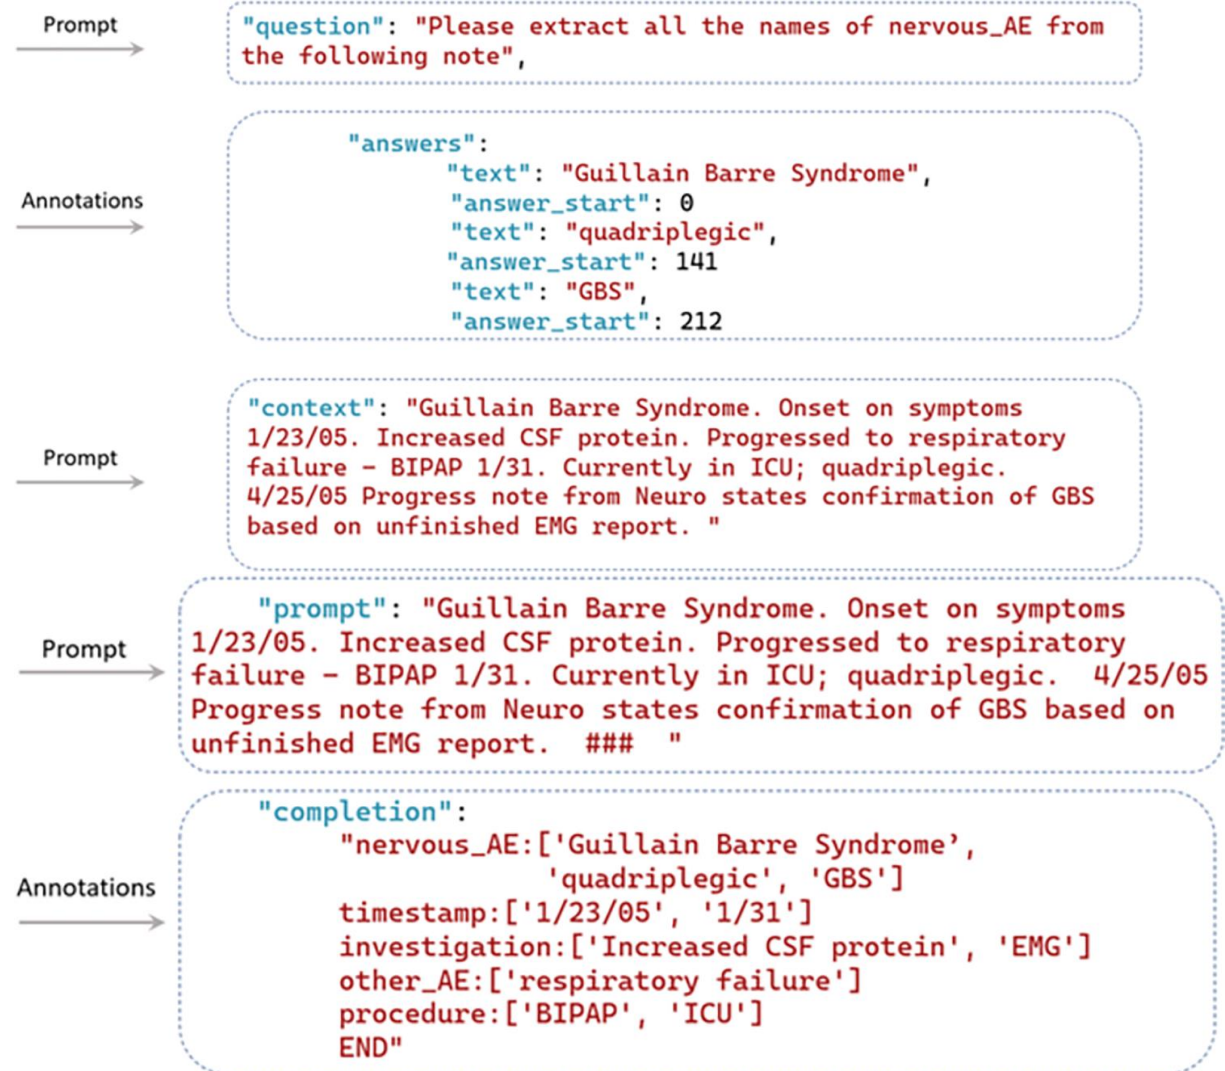 Prompt
"question": "Please extract all the names of nervous_AE from
the following note",
Annotations
"answers":
"text": "Guillain Barre Syndrome",
"answer_start": 0
"text": "quadriplegic",
"answer_start": 141
"text": "GBS",
"answer_start": 212
Prompt
"context": "Guillain Barre Syndrome. Onset on symptoms
1/23/05. Increased CSF protein. Progressed to respiratory
failure – BIPAP 1/31. Currently in ICU; quadriplegic.
4/25/05 Progress note from Neuro states confirmation of GBS
based on unfinished EMG report. "
Prompt
"prompt": "Guillain Barre Syndrome. Onset on symptoms
1/23/05. Increased CSF protein. Progressed to respiratory
failure – BIPAP 1/31. Currently in ICU; quadriplegic.  4/25/05
Progress note from Neuro states confirmation of GBS based on
unfinished EMG report.  ###  "
Annotations
"completion":
"nervous_AE:['Guillain Barre Syndrome’,
'quadriplegic', 'GBS']
timestamp:['1/23/05', '1/31']
investigation:['Increased CSF protein', 'EMG']
other_AE:['respiratory failure']
procedure:['BIPAP', 'ICU']
END"